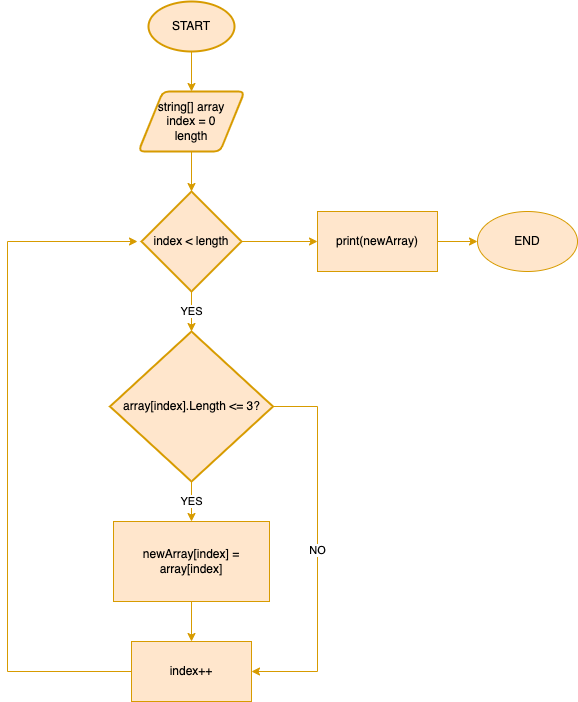 START
string[] array
index = 0
length
index < length
print(newArray)
END
YES
array[index].Length <= 3?
YES
NO
newArray[index] =
array[index]
index++